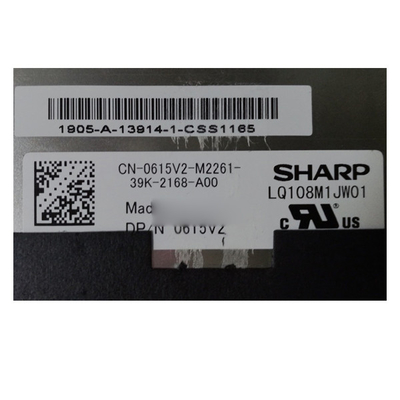 1905-A-13914-1-CSS1165
CN-0615V2-M2261-
39K-2168-A00
SHARP
LQ108M1JW01
Mad
DP/N 0615V2
C US